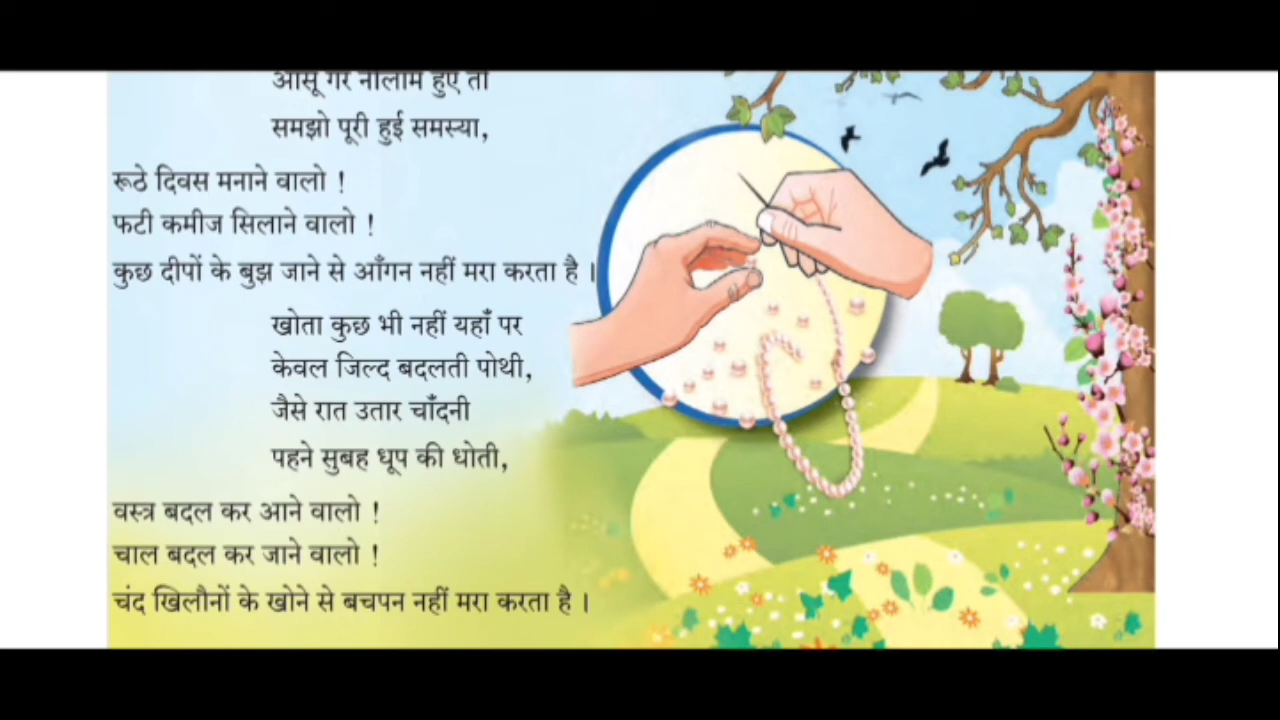 आँसू गर नीलाम हुए तो
समझो पूरी हुई समस्या,
रूठे दिवस मनाने वालो !
फटी कमीज सिलाने वालो !
कुछ दीपों के बुझ जाने से आँगन नहीं मरा करता है ।
खोता कुछ भी नहीं यहाँ पर
केवल जिल्द बदलती पोथी,
जैसे रात उतार चाँदनी
पहने सुबह धूप की धोती,
वस्त्र बदल कर आने वालो !
चाल बदल कर जाने वालो !
चंद खिलौनों के खोने से बचपन नहीं मरा करता है ।